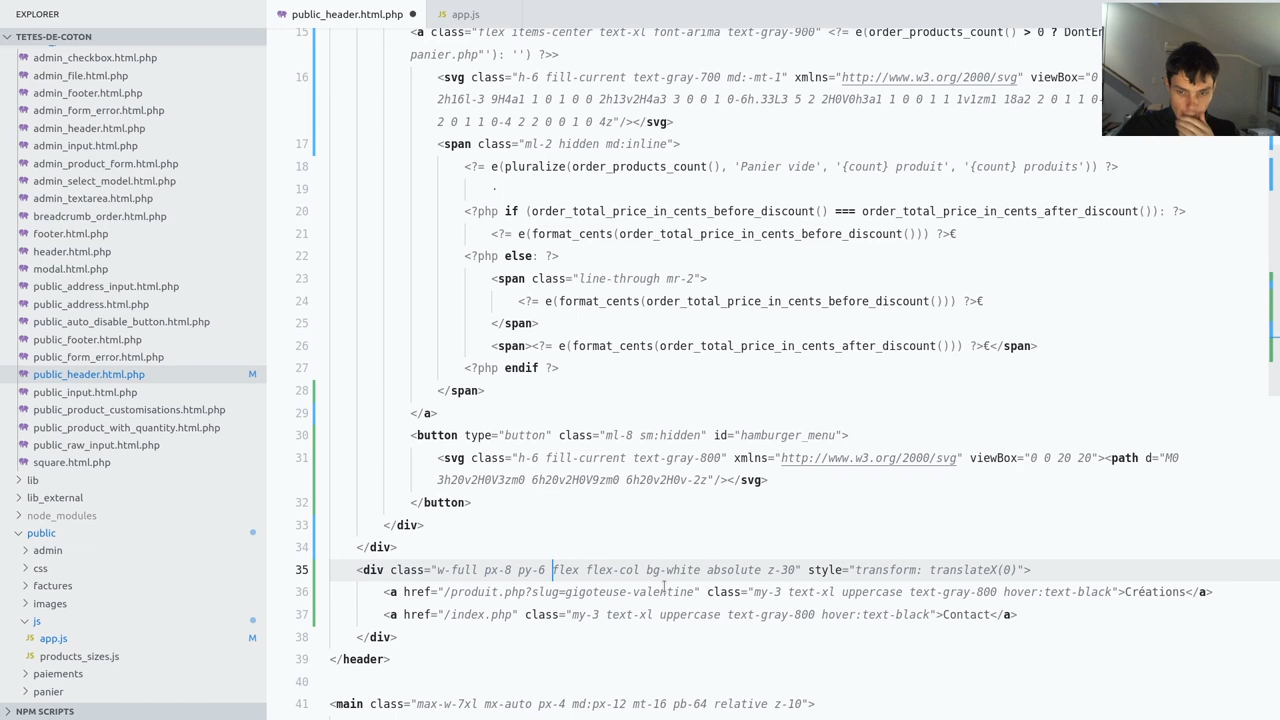 EXPLORER
TETES-DE-COTON
admin_checkbox.html.php
admin_file.html.php
admin_footer.html.php
admin_form_error.html.php
admin_header.html.php
admin_input.html.php
admin_product_form.html.php
admin_select_model.html.php
admin_textarea.html.php
breadcrumb_order.html.php
footer.html.php
header.html.php
modal.html.php
public_address_input.html.php
public_address.html.php
public_auto_disable_button.html.php
public_footer.html.php
public_form_error.html.php
public_header.html.php M
public_input.html.php
public_product_customisations.html.php
public_product_with_quantity.html.php
public_raw_input.html.php
square.html.php
lib
lib_external
node_modules
public
admin
css
factures
images
js
JS app.js M
JS products_sizes.js
paiements
panier
NPM SCRIPTS
public_header.html.php
JS app.js
15 <a class="flex items-center text-xl font-arima text-gray-900" <?= e(order_products_count() > 0 ? DontEn
panier.php"'): '') ?>>
16 <svg class="h-6 fill-current text-gray-700 md:-mt-1" xmlns="http://www.w3.org/2000/svg" viewBox="0
2h16l-3 9H4a1 1 0 1 0 0 2h13v2H4a3 3 0 0 1 0-6h.33L3 5 2 2H0V0h3a1 1 0 0 1 1 1v1zm1 18a2 2 0 1 1 0-
2 0 1 1 0-4 2 2 0 0 1 0 4z"/></svg>
17 <span class="ml-2 hidden md:inline">
18 <?= e(pluralize(order_products_count(), 'Panier vide', '{count} produit', '{count} produits')) ?>
19 ·
20 <?php if (order_total_price_in_cents_before_discount() === order_total_price_in_cents_after_discount()): ?>
21 <?= e(format_cents(order_total_price_in_cents_before_discount())) ?>€
22 <?php else: ?>
23 <span class="line-through mr-2">
24 <?= e(format_cents(order_total_price_in_cents_before_discount())) ?>€
25 </span>
26 <span><?= e(format_cents(order_total_price_in_cents_after_discount())) ?>€</span>
27 <?php endif ?>
28 </span>
29 </a>
30 <button type="button" class="ml-8 sm:hidden" id="hamburger_menu">
31 <svg class="h-6 fill-current text-gray-800" xmlns="http://www.w3.org/2000/svg" viewBox="0 0 20 20"><path d="M0
3h20v2H0V3zm0 6h20v2H0V9zm0 6h20v2H0v-2z"/></svg>
32 </button>
33 </div>
34 </div>
35 <div class="w-full px-8 py-6 flex flex-col bg-white absolute z-30" style="transform: translateX(0)">
36 <a href="/produit.php?slug=gigoteuse-valentine" class="my-3 text-xl uppercase text-gray-800 hover:text-black">Créations</a>
37 <a href="/index.php" class="my-3 text-xl uppercase text-gray-800 hover:text-black">Contact</a>
38 </div>
39 </header>
40
41 <main class="max-w-7xl mx-auto px-4 md:px-12 mt-16 pb-64 relative z-10">